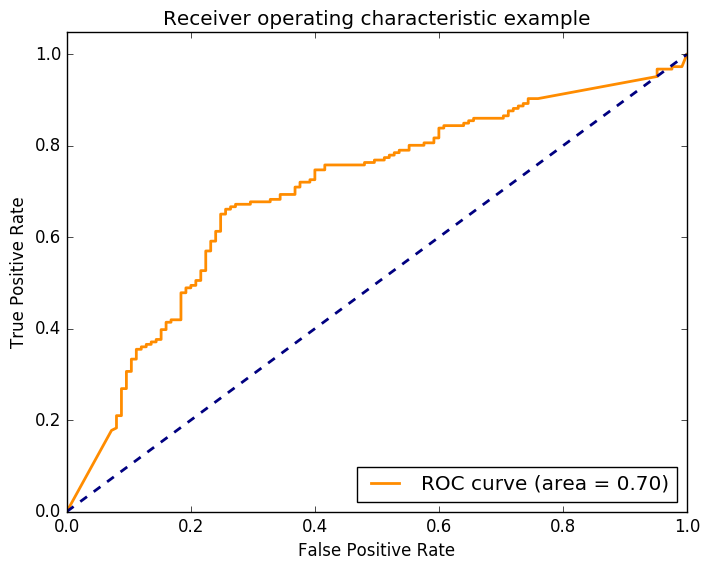 Receiver operating characteristic example
True Positive Rate
1.0
0.8
0.6
0.4
0.2
0.0
ROC curve (area = 0.70)
0.0 0.2 0.4 0.6 0.8 1.0
False Positive Rate